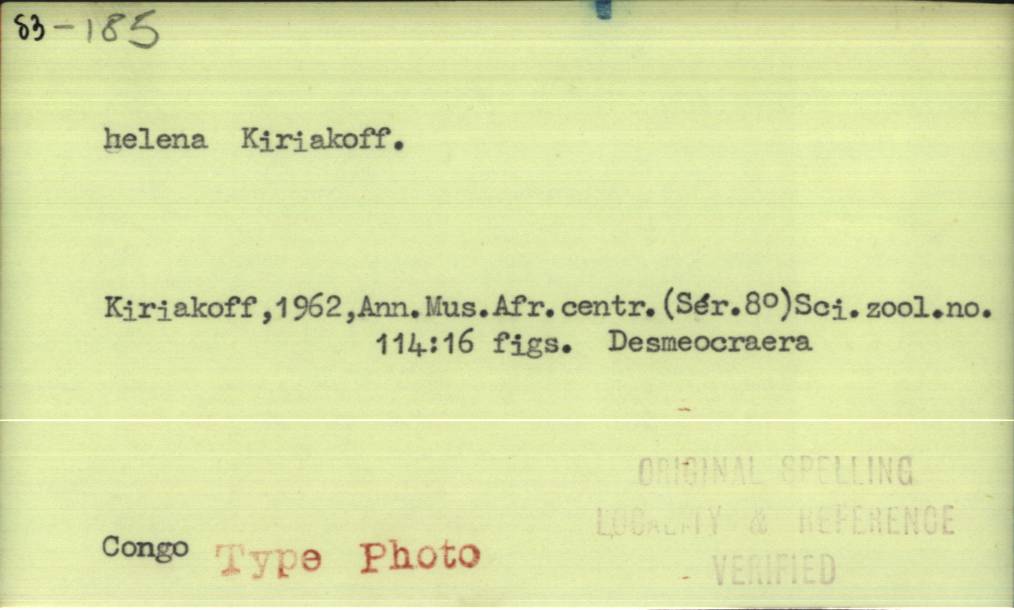 83-185
helena Kiriakoff.
Kiriakoff,1962,Ann.Mus.Afr.centr.(Sér.8º)Sci.zool.no.
114:16 figs. Desmeocraera
ORIGINAL SPELLING
LOCALITY & REFERENCE
VERIFIED
Congo Type Photo